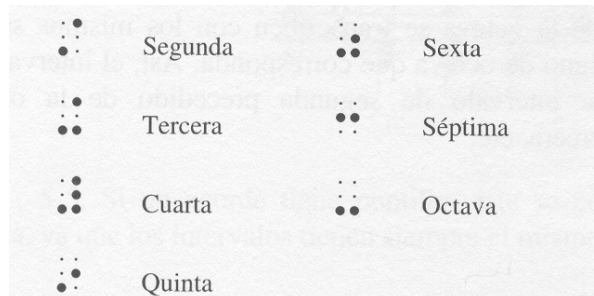 ⠌ Segunda ⠴ Sexta
⠬ Tercera ⠒ Séptima
⠼ Cuarta ⠤ Octava
⠔ Quinta